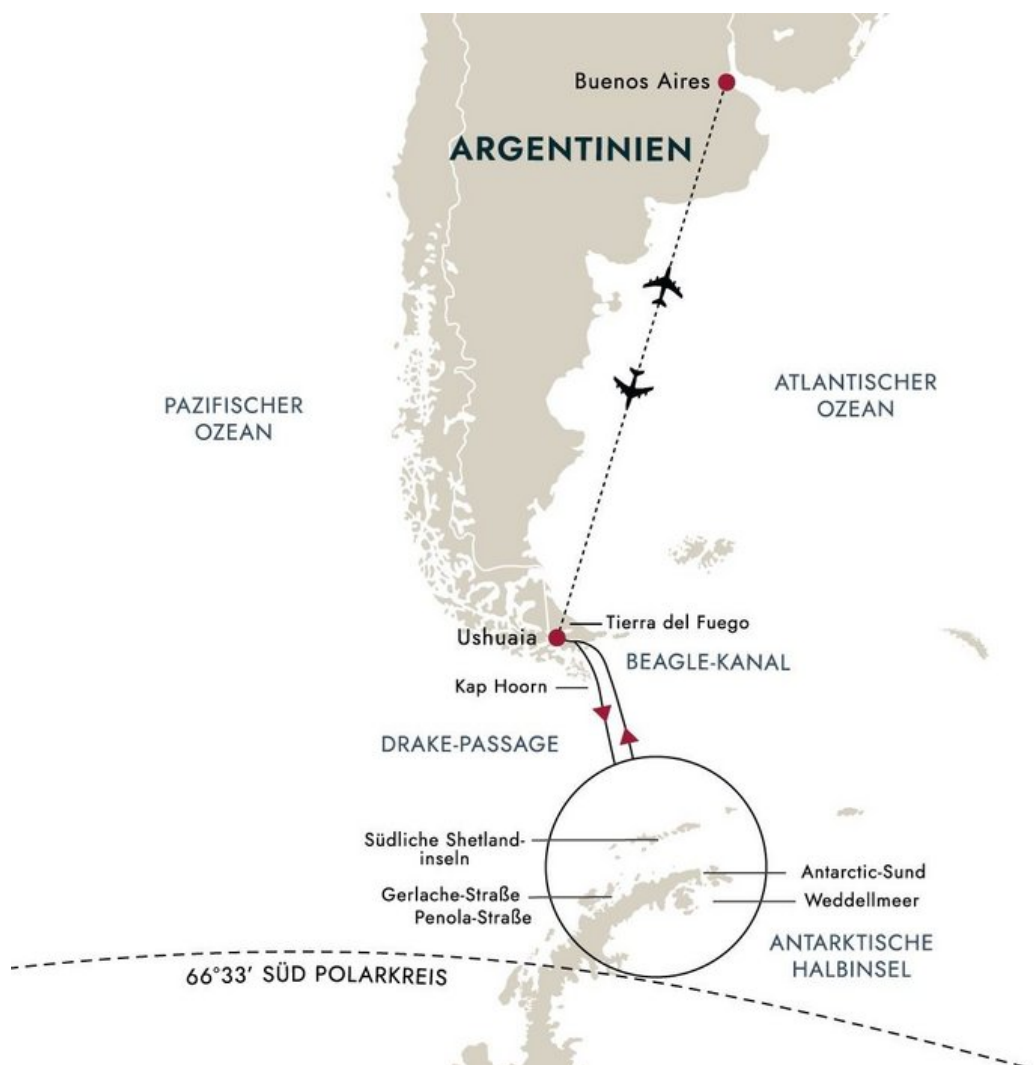 Buenos Aires
ARGENTINIEN
ATLANTISCHER
OZEAN
PAZIFISCHER
OZEAN
Tierra del Fuego
Ushuaia
BEAGLE-KANAL
Kap Hoorn
DRAKE-PASSAGE
Südliche Shetland-
inseln
Antarctic-Sund
Gerlache-Straße
Weddellmeer
Penola-Straße
ANTARKTISCHE
HALBINSEL
66°33' SÜD POLARKREIS